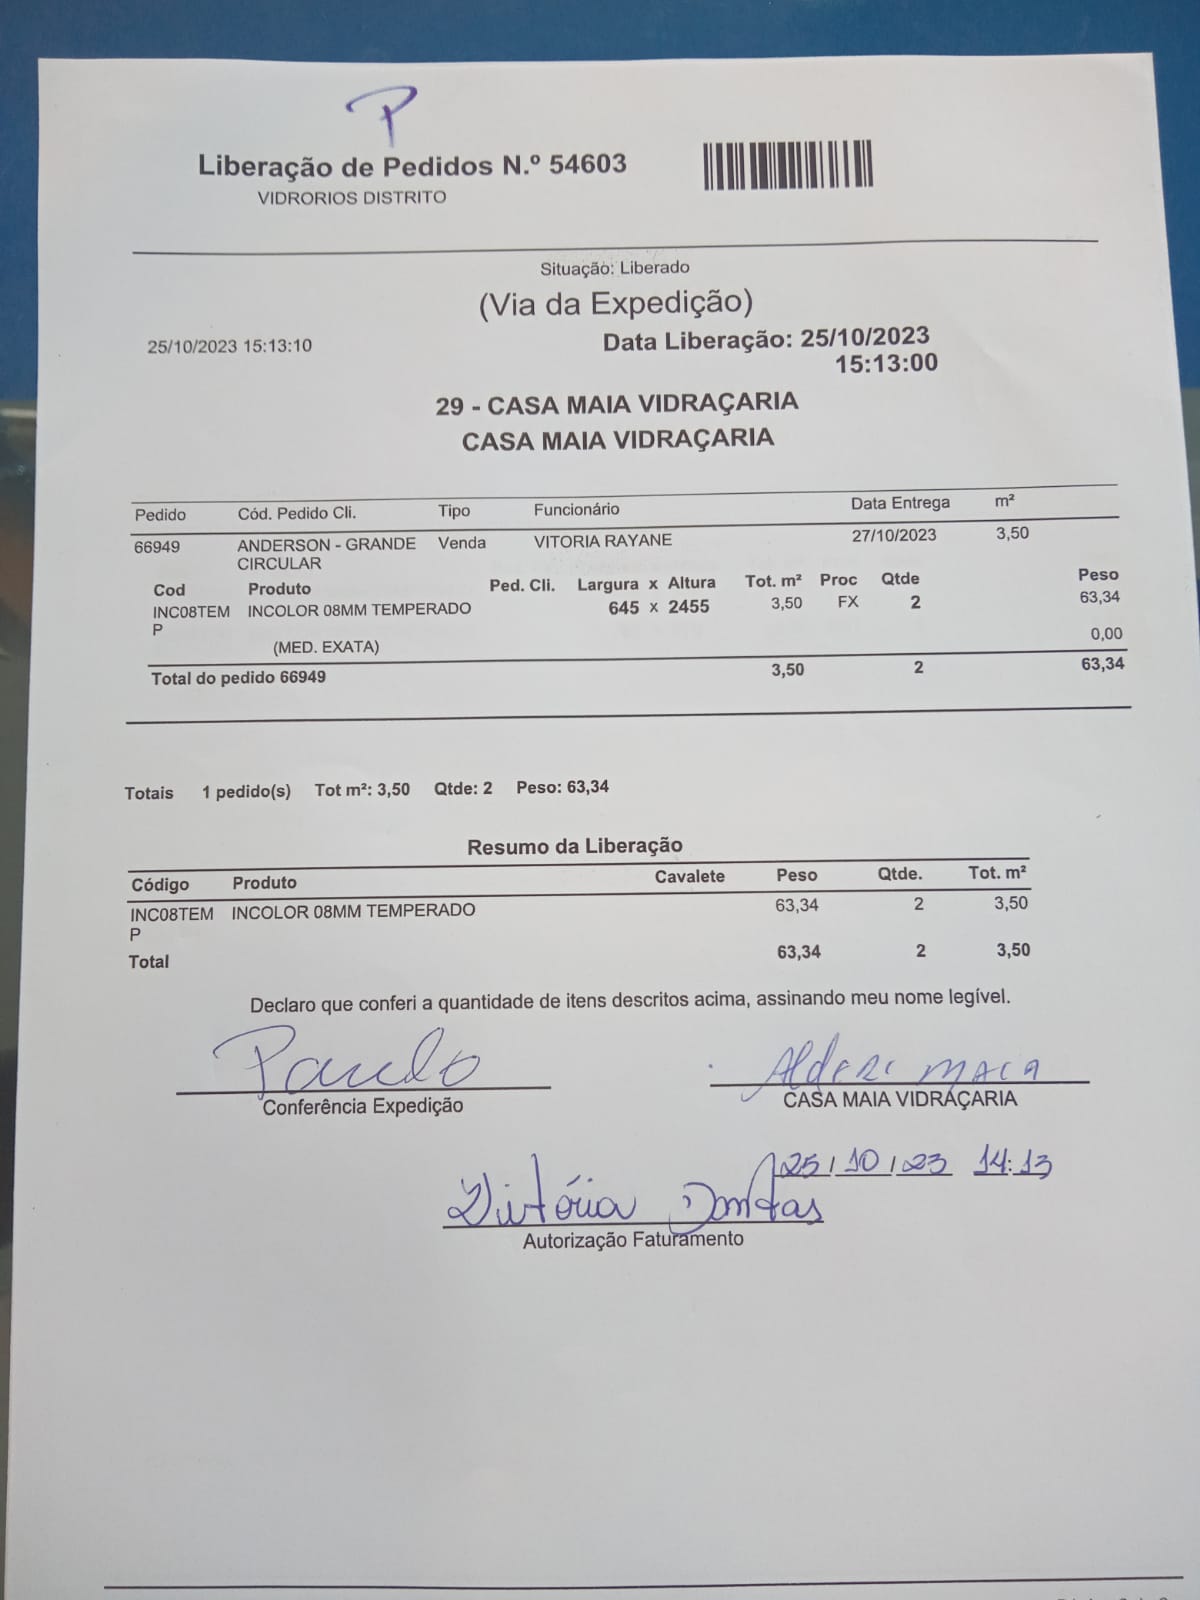 P
Liberação de Pedidos N.º 54603
VIDRORIOS DISTRITO
Situação: Liberado
(Via da Expedição)
25/10/2023 15:13:10
Data Liberação: 25/10/2023
15:13:00
29 - CASA MAIA VIDRAÇARIA
CASA MAIA VIDRAÇARIA
Pedido Cód. Pedido Cli. Tipo Funcionário Data Entrega m²
66949 ANDERSON - GRANDE Venda VITORIA RAYANE 27/10/2023 3,50
CIRCULAR
Cod Produto Ped. Cli. Largura x Altura Tot. m² Proc Qtde Peso
INC08TEM INCOLOR 08MM TEMPERADO 645 x 2455 3,50 FX 2 63,34
P
(MED. EXATA) 0,00
Total do pedido 66949 3,50 2 63,34
Totais 1 pedido(s) Tot m²: 3,50 Qtde: 2 Peso: 63,34
Resumo da Liberação
Código Produto Cavalete Peso Qtde. Tot. m²
INC08TEM INCOLOR 08MM TEMPERADO 63,34 2 3,50
P
Total 63,34 2 3,50
Declaro que conferi a quantidade de itens descritos acima, assinando meu nome legível.
Paulo
Conferência Expedição
CASA MAIA VIDRAÇARIA
25/10/23 14:13
Vitória Dantas
Autorização Faturamento